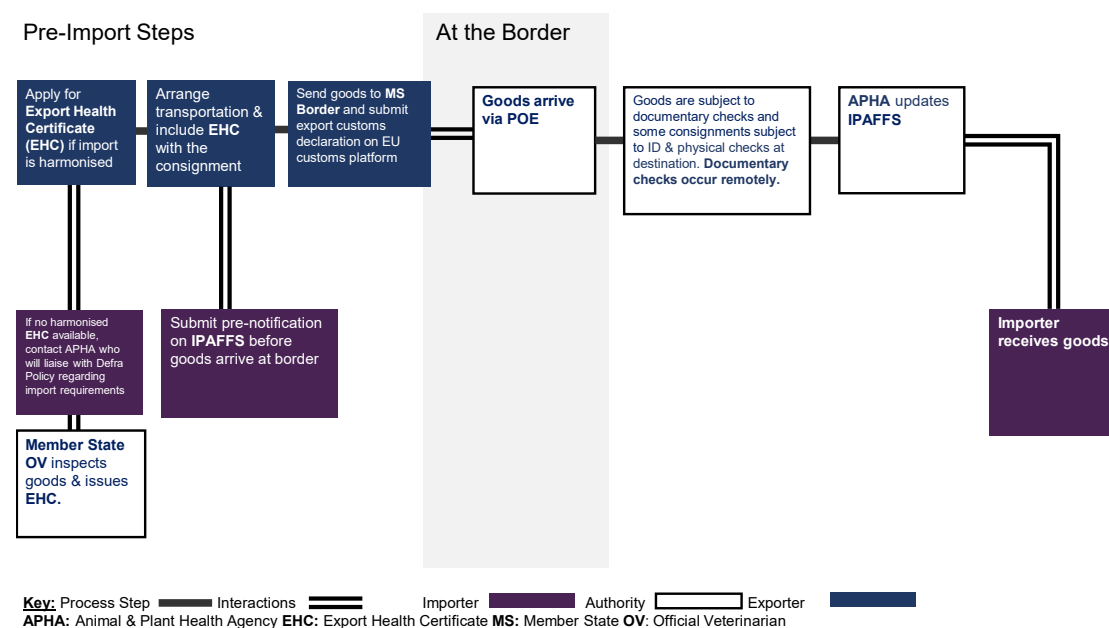 Pre-Import Steps
At the Border
Apply for
Export Health
Certificate
(EHC) if import
is harmonised
Arrange
transportation &
include EHC
with the
consignment
Send goods to MS
Border and submit
export customs
declaration on EU
customs platform
Goods arrive
via POE
Goods are subject to
documentary checks and
some consignments subject
to ID & physical checks at
destination. Documentary
checks occur remotely.
APHA updates
IPAFFS
If no harmonised
EHC available,
contact APHA who
will liaise with Defra
Policy regarding
import requirements
Submit pre-notification
on IPAFFS before
goods arrive at border
Importer
receives goods
Member State
OV inspects
goods & issues
EHC.
Key: Process Step Interactions Importer Authority Exporter
APHA: Animal & Plant Health Agency EHC: Export Health Certificate MS: Member State OV: Official Veterinarian